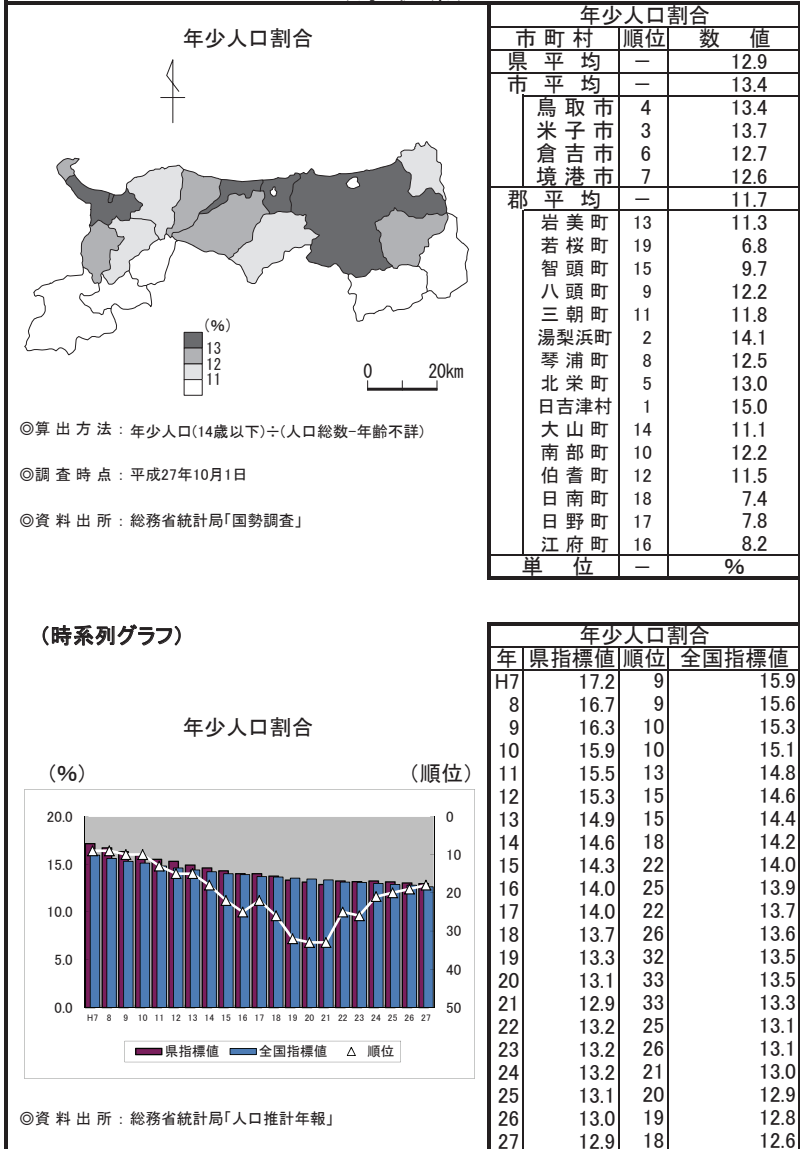 年少人口割合
(%)
13
12
11
0 20km
◎算出方法：年少人口(14歳以下)÷(人口総数-年齢不詳)
◎調査時点：平成27年10月1日
◎資料出所：総務省統計局「国勢調査」
年少人口割合
市町村 順位 数値
県平均 － 12.9
市平均 － 13.4
鳥取市 4 13.4
米子市 3 13.7
倉吉市 6 12.7
境港市 7 12.6
郡平均 － 11.7
岩美町 13 11.3
若桜町 19 6.8
智頭町 15 9.7
八頭町 9 12.2
三朝町 11 11.8
湯梨浜町 2 14.1
琴浦町 8 12.5
北栄町 5 13.0
日吉津村 1 15.0
大山町 14 11.1
南部町 10 12.2
伯耆町 12 11.5
日南町 18 7.4
日野町 17 7.8
江府町 16 8.2
単位 － %
(時系列グラフ)
年少人口割合
(%) (順位)
20.0 0
15.0 10
10.0 20
5.0 30
0.0 40
50
H7 8 9 10 11 12 13 14 15 16 17 18 19 20 21 22 23 24 25 26 27
県指標値 全国指標値 順位
◎資料出所：総務省統計局「人口推計年報」
年少人口割合
年 県指標値 順位 全国指標値
H7 17.2 9 15.9
8 16.7 9 15.6
9 16.3 10 15.3
10 15.9 10 15.1
11 15.5 13 14.8
12 15.3 15 14.6
13 14.9 15 14.4
14 14.6 18 14.2
15 14.3 22 14.0
16 14.0 25 13.9
17 14.0 22 13.7
18 13.7 26 13.6
19 13.3 32 13.5
20 13.1 33 13.5
21 12.9 33 13.3
22 13.2 25 13.1
23 13.2 26 13.1
24 13.2 21 13.0
25 13.1 20 12.9
26 13.0 19 12.8
27 12.9 18 12.6